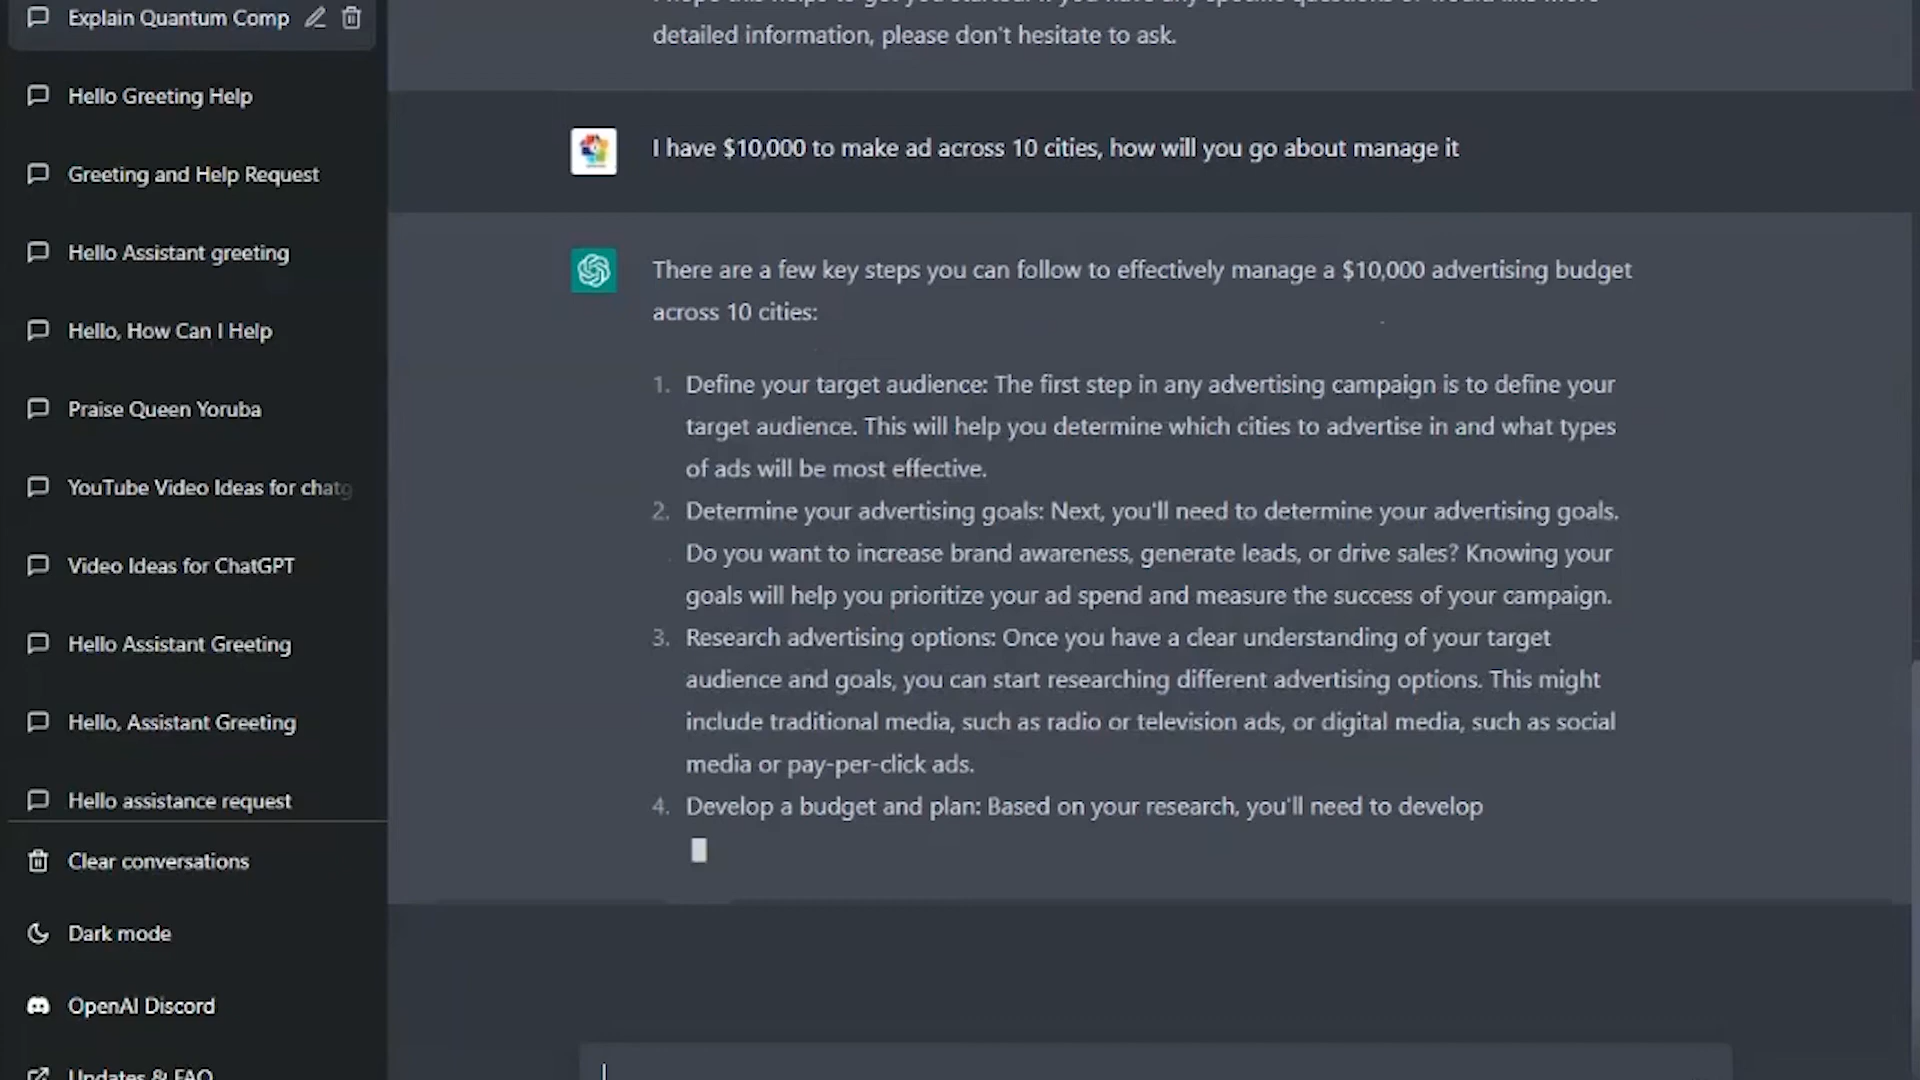 Explain Quantum Comp
Hello Greeting Help
Greeting and Help Request
Hello Assistant greeting
Hello, How Can I Help
Praise Queen Yoruba
YouTube Video Ideas for chatg
Video Ideas for ChatGPT
Hello Assistant Greeting
Hello, Assistant Greeting
Hello assistance request
Clear conversations
Dark mode
OpenAI Discord
Updates & FAQ
detailed information, please don't hesitate to ask.
I have $10,000 to make ad across 10 cities, how will you go about manage it
There are a few key steps you can follow to effectively manage a $10,000 advertising budget
across 10 cities:
1. Define your target audience: The first step in any advertising campaign is to define your
target audience. This will help you determine which cities to advertise in and what types
of ads will be most effective.
2. Determine your advertising goals: Next, you'll need to determine your advertising goals.
Do you want to increase brand awareness, generate leads, or drive sales? Knowing your
goals will help you prioritize your ad spend and measure the success of your campaign.
3. Research advertising options: Once you have a clear understanding of your target
audience and goals, you can start researching different advertising options. This might
include traditional media, such as radio or television ads, or digital media, such as social
media or pay-per-click ads.
4. Develop a budget and plan: Based on your research, you'll need to develop